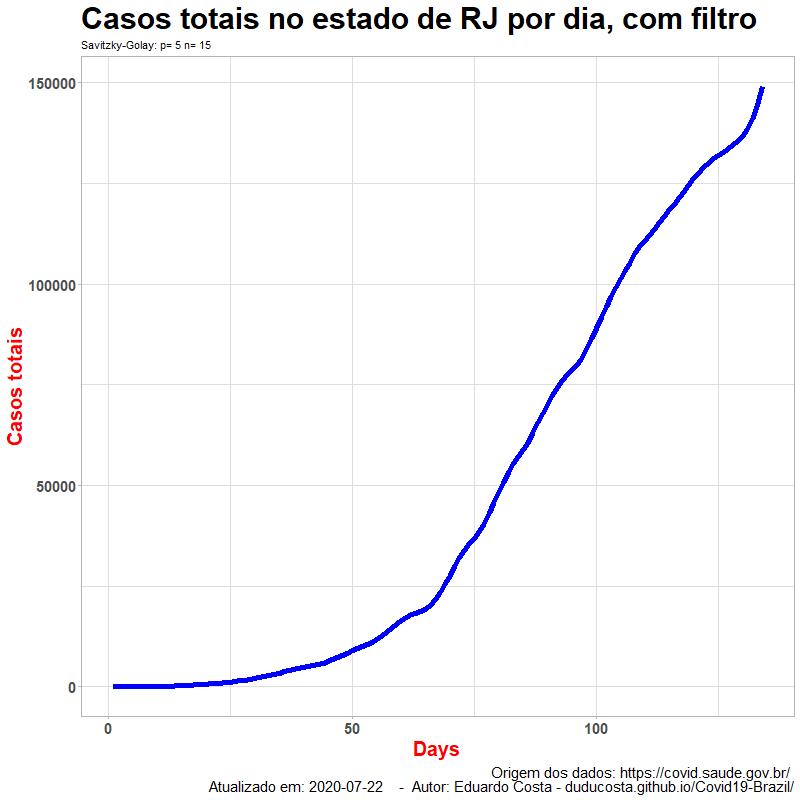 Casos totais no estado de RJ por dia, com filtro
Savitzky-Golay: p= 5 n= 15
150000
100000
50000
0
Casos totais
0 50 100
Days
Origem dos dados: https://covid.saude.gov.br/
Atualizado em: 2020-07-22 - Autor: Eduardo Costa - duducosta.github.io/Covid19-Brazil/